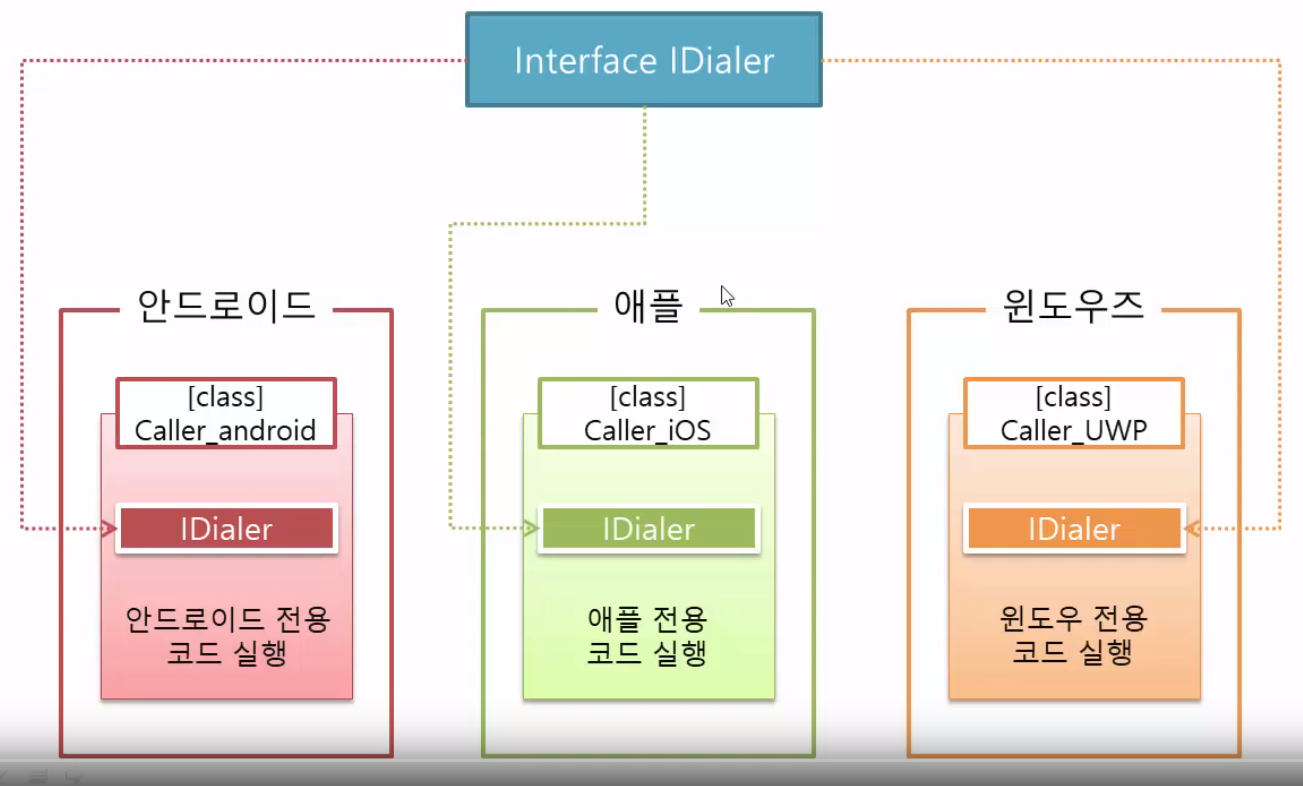 Interface IDialer
안드로이드
애플
윈도우즈
[class]
Caller_android
[class]
Caller_iOS
[class]
Caller_UWP
IDialer
IDialer
IDialer
안드로이드 전용
코드 실행
애플 전용
코드 실행
윈도우 전용
코드 실행